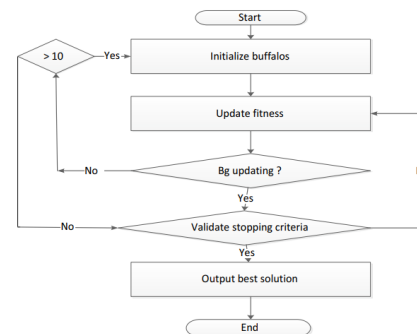 Start
> 10
Yes
Initialize buffalos
Update fitness
No
Bg updating ?
Yes
No
Validate stopping criteria
Yes
Output best solution
End